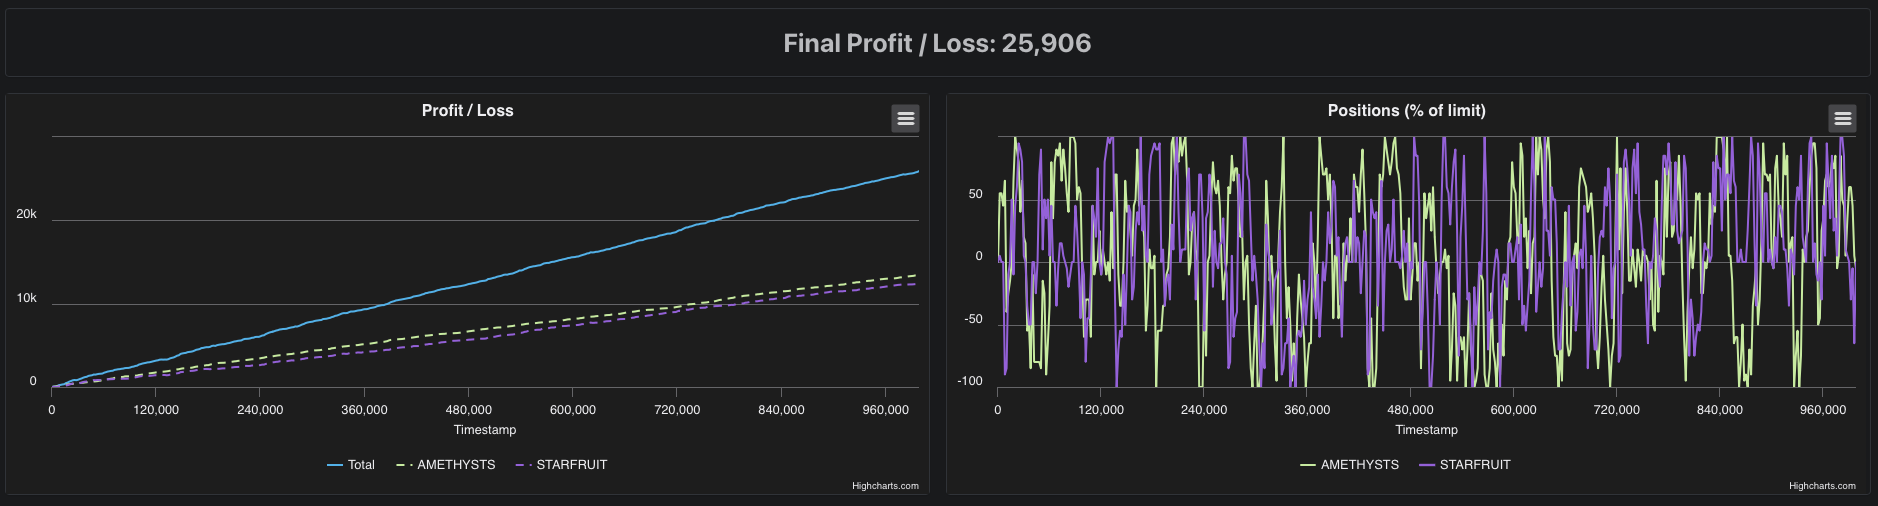 Final Profit / Loss: 25,906
Profit / Loss
20k
10k
0
0 120,000 240,000 360,000 480,000 600,000 720,000 840,000 960,000
Timestamp
Total AMETHYSTS STARFRUIT
Highcharts.com
Positions (% of limit)
50
0
-50
-100
0 120,000 240,000 360,000 480,000 600,000 720,000 840,000 960,000
Timestamp
AMETHYSTS STARFRUIT
Highcharts.com